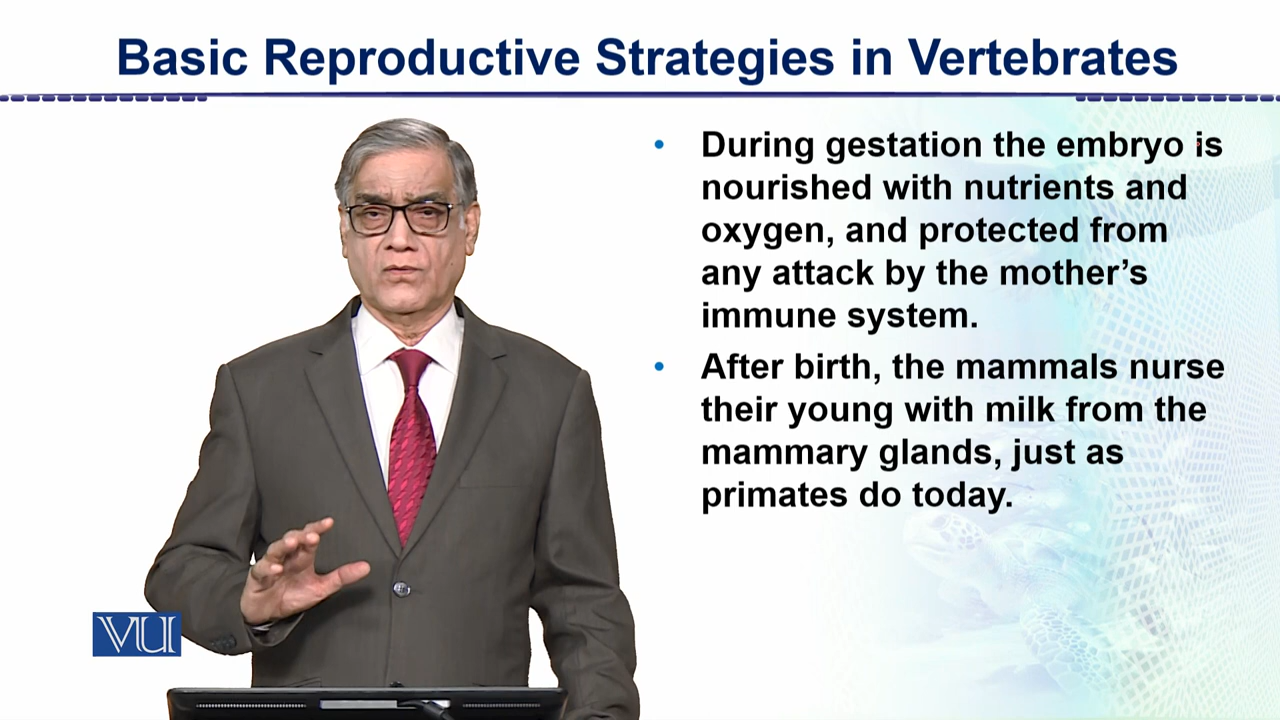 Basic Reproductive Strategies in Vertebrates
• During gestation the embryo is
nourished with nutrients and
oxygen, and protected from
any attack by the mother’s
immune system.
• After birth, the mammals nurse
their young with milk from the
mammary glands, just as
primates do today.
VU